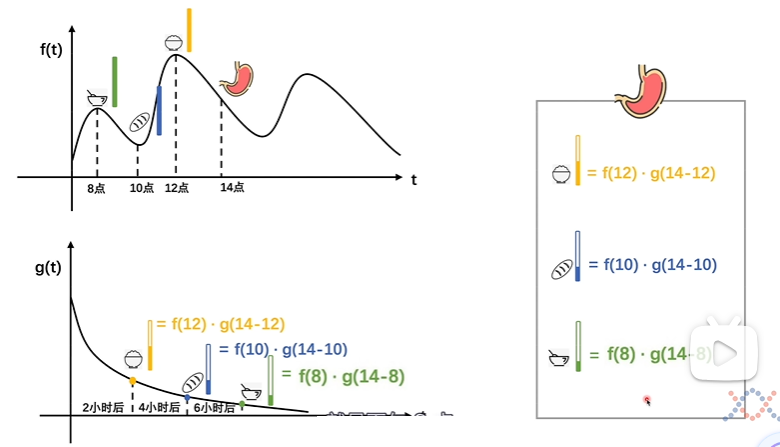 f(t)
8点 10点 12点 14点 t
g(t)
= f(12) · g(14-12)
= f(10) · g(14-10)
= f(8) · g(14-8)
2小时后 4小时后 6小时后
= f(12) · g(14-12)
= f(10) · g(14-10)
= f(8) · g(14-8)